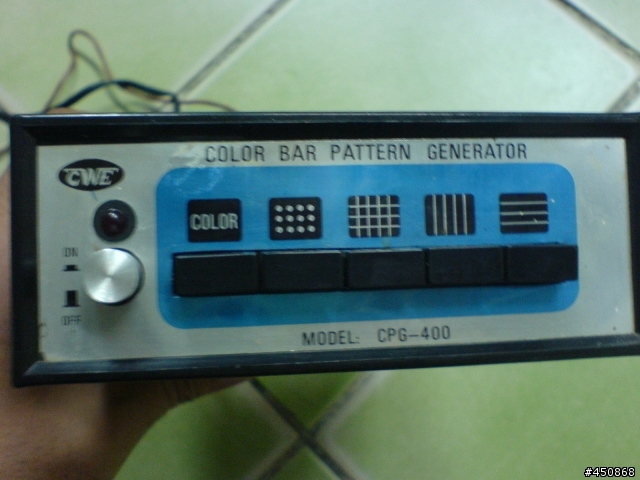 COLOR BAR PATTERN GENERATOR
CWE
COLOR
ON
OFF
MODEL: CPG-400
#450868